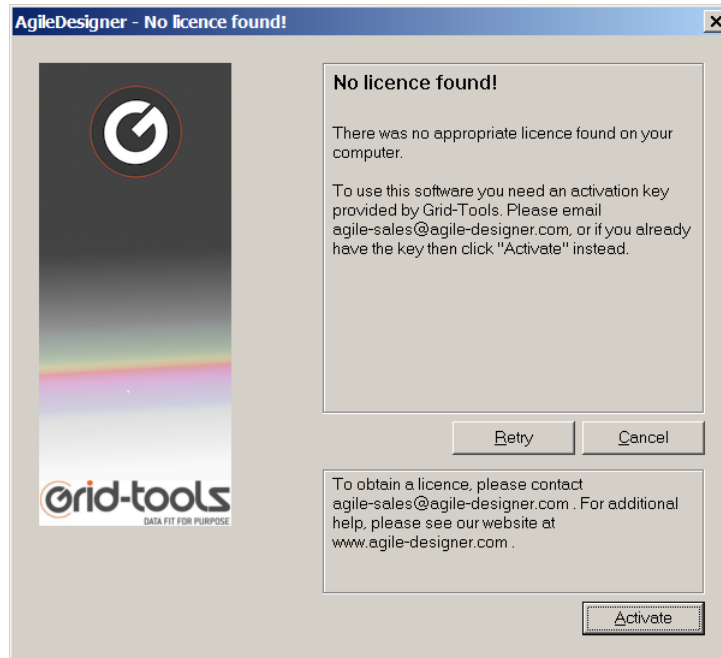 AgileDesigner - No licence found!
No licence found!
There was no appropriate licence found on your
computer.
To use this software you need an activation key
provided by Grid-Tools. Please email
agile-sales@agile-designer.com, or if you already
have the key then click "Activate" instead.
Retry
Cancel
Grid-tools
DATA FIT FOR PURPOSE
To obtain a licence, please contact
agile-sales@agile-designer.com . For additional
help, please see our website at
www.agile-designer.com .
Activate